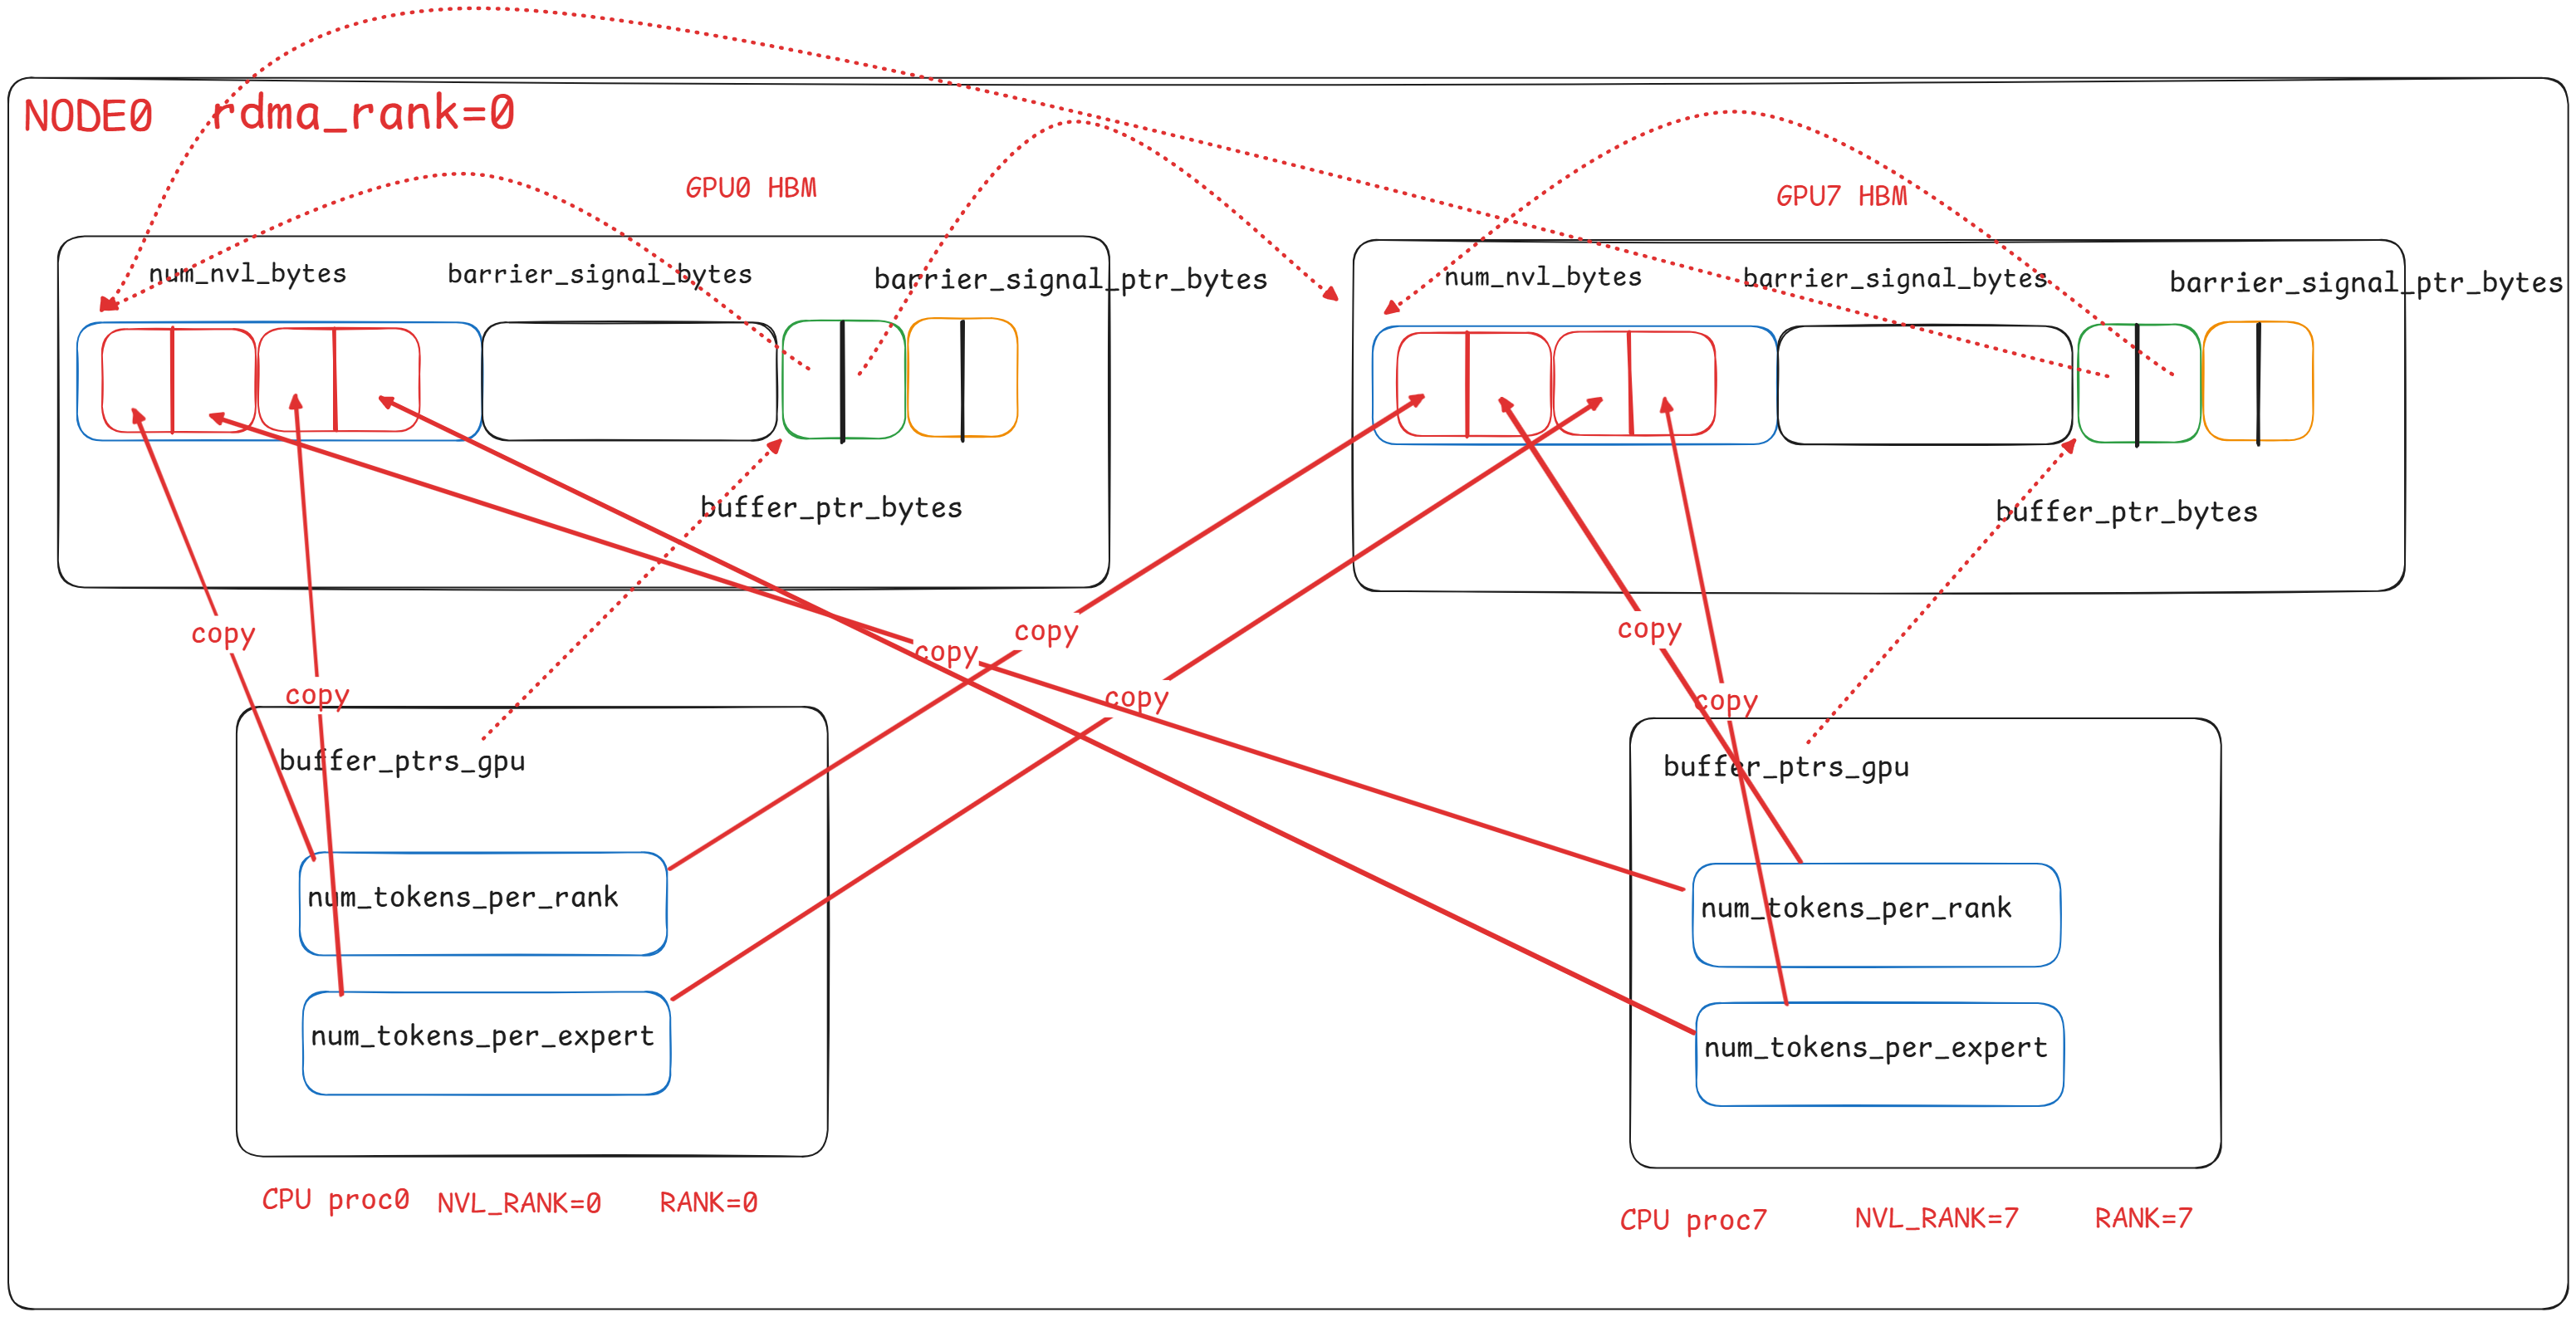 NODE0 rdma_rank=0
GPU0 HBM
GPU7 HBM
num_nvl_bytes
barrier_signal_bytes
barrier_signal_ptr_bytes
num_nvl_bytes
barrier_signal_bytes
barrier_signal_ptr_bytes
buffer_ptr_bytes
buffer_ptr_bytes
copy
copy
copy
copy
copy
copy
copy
buffer_ptrs_gpu
buffer_ptrs_gpu
num_tokens_per_rank
num_tokens_per_rank
num_tokens_per_expert
num_tokens_per_expert
CPU proc0 NVL_RANK=0 RANK=0
CPU proc7 NVL_RANK=7 RANK=7